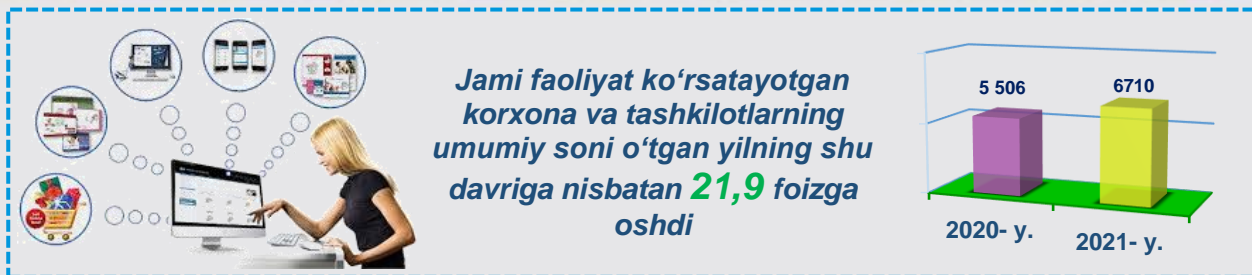 Jami faoliyat ko‘rsatayotgan
korxona va tashkilotlarning
umumiy soni o‘tgan yilning shu
davriga nisbatan 21,9 foizga
oshdi
5 506
6710
2020- y.
2021- y.